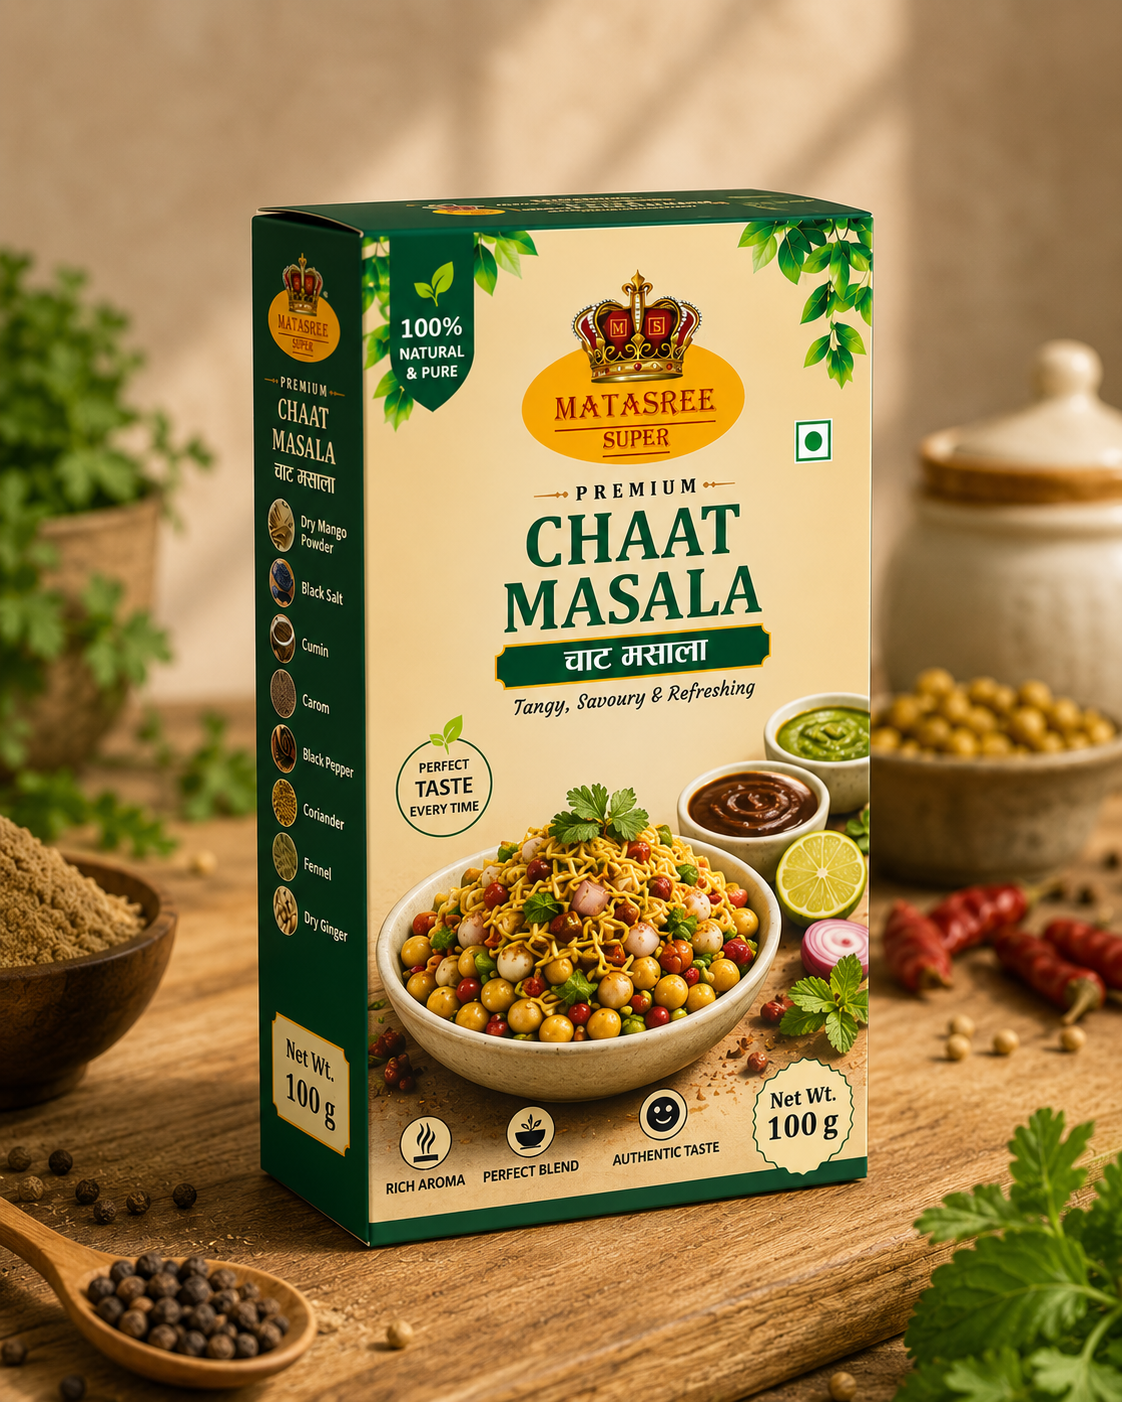 MATASREE
SUPER
PREMIUM
CHAAT
MASALA
चाट मसाला
Dry Mango
Powder
Black Salt
Cumin
Carom
Black Pepper
Coriander
Fennel
Dry Ginger
Net Wt.
100 g
100%
NATURAL
& PURE
M S
MATASREE
SUPER
PREMIUM
CHAAT
MASALA
चाट मसाला
Tangy, Savoury & Refreshing
PERFECT
TASTE
EVERY TIME
RICH AROMA
PERFECT BLEND
AUTHENTIC TASTE
Net Wt.
100 g